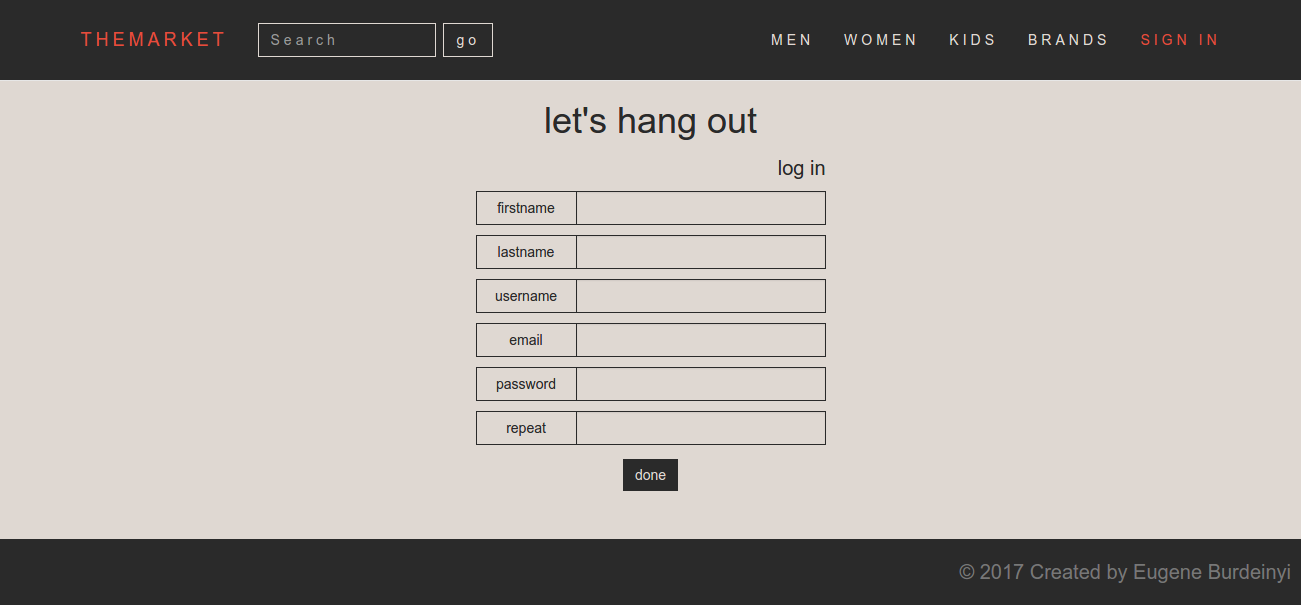 THEMARKET Search go MEN WOMEN KIDS BRANDS SIGN IN
let's hang out
log in
firstname
lastname
username
email
password
repeat
done
© 2017 Created by Eugene Burdeinyi